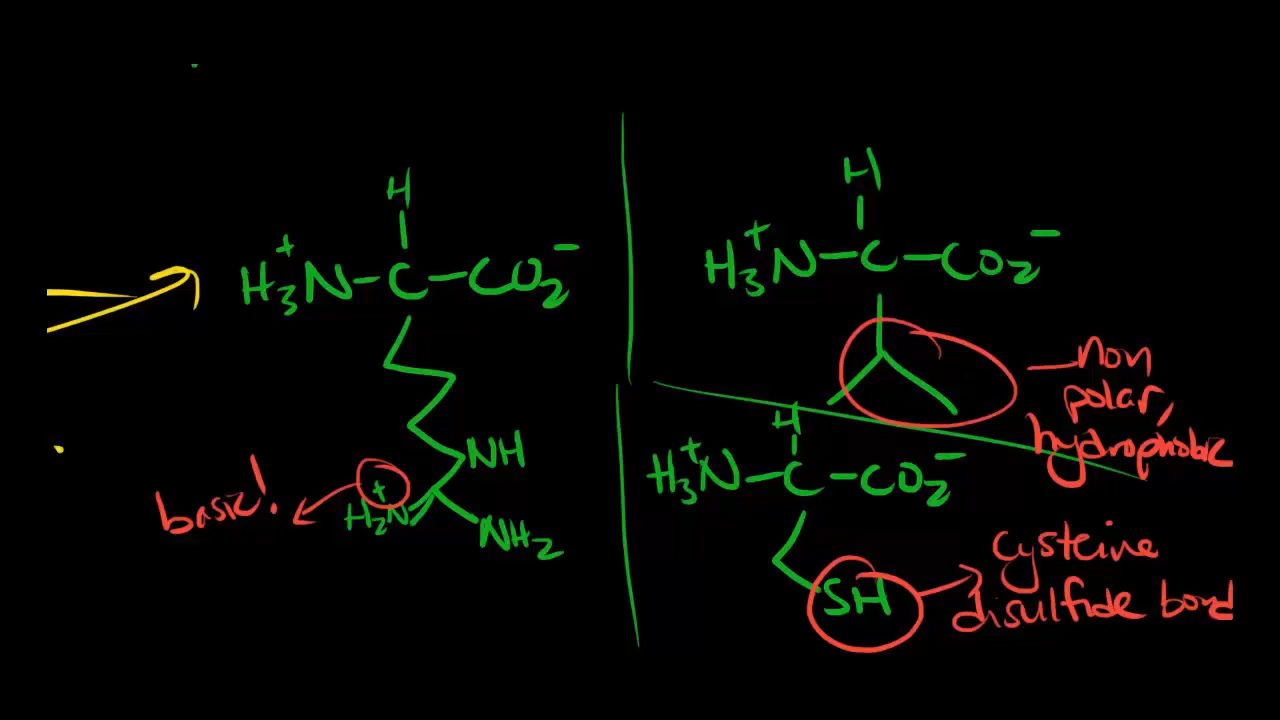 H
H₃N⁺-C-CO₂⁻
NH
H₂N⁺
NH₂
basic!
H
H₃N⁺-C-CO₂⁻
non
polar,
hydrophobic
H
H₃N⁺-C-CO₂⁻
SH
cysteine
disulfide bond